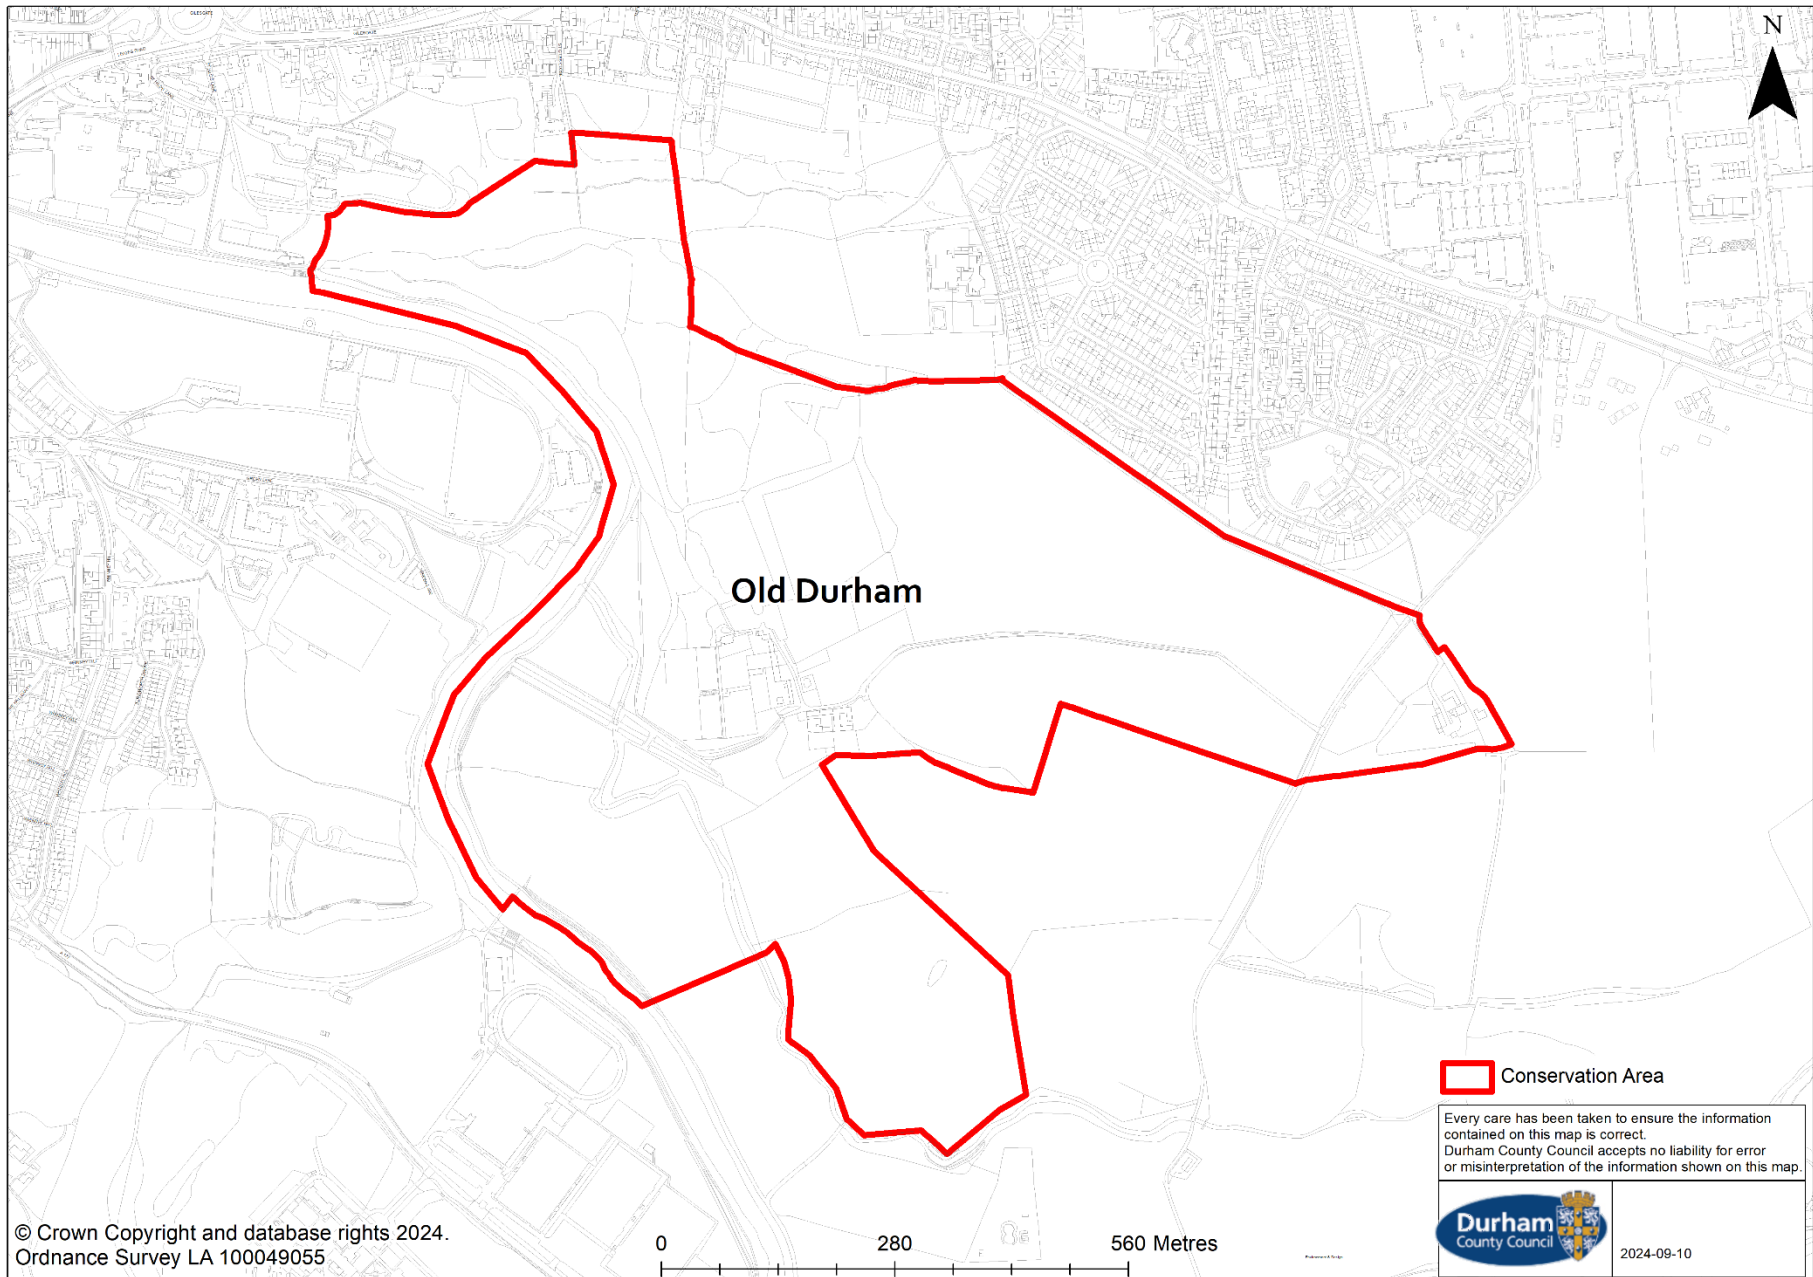 N
Old Durham
Conservation Area
Every care has been taken to ensure the information
contained on this map is correct.
Durham County Council accepts no liability for error
or misinterpretation of the information shown on this map.
Durham
County Council
2024-09-10
© Crown Copyright and database rights 2024.
Ordnance Survey LA 100049055
0 280 560 Metres